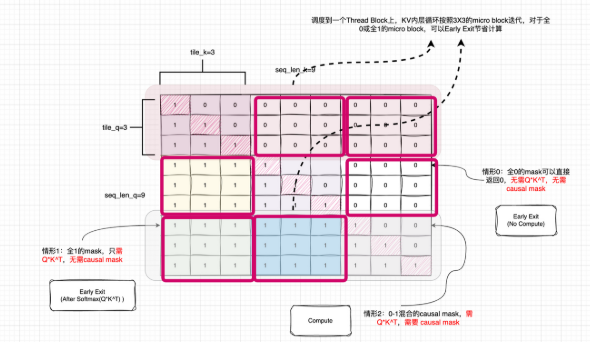 调度到一个Thread Block上，KV内层循环按照3X3的micro block迭代，对于全
0或全1的micro block，可以Early Exit节省计算
tile_k=3
seq_len_k=9
1 0 0 0 0 0 0 0 0
tile_q=3
1 1 0 0 0 0 0 0 0
1 1 1 0 0 0 0 0 0
1 1 1 1 0 0 0 0 0
情形0：全0的mask可以直接
返回0，无需Q*K^T，无需
causal mask
seq_len_q=9
1 1 1 1 1 0 0 0 0
1 1 1 1 1 1 0 0 0
Early Exit
(No Compute)
1 1 1 1 1 1 1 0 0
1 1 1 1 1 1 1 1 0
1 1 1 1 1 1 1 1 1
情形1：全1的mask，只需
Q*K^T，无需causal mask
Early Exit
(After Softmax(Q*K^T) )
Compute
情形2：0-1混合的causal mask，需
Q*K^T，需要 causal mask